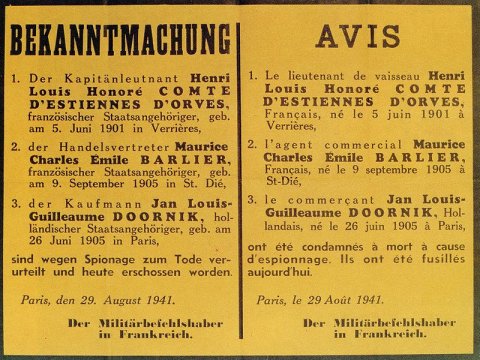 BEKANNTMACHUNG
1. Der Kapitänleutnant Henri
Louis Honoré COMTE
D'ESTIENNES D'ORVES,
französischer Staatsangehöriger, geb.
am 5. Juni 1901 in Verrières,
2. der Handelsvertreter Maurice
Charles Émile BARLIER,
französischer Staatsangehöriger, geb.
am 9. September 1905 in St. Dié,
3. der Kaufmann Jan Louis-
Guilleaume DOORNIK, hol-
ländischer Staatsangehöriger, geb. am
26 Juni 1905 in Paris,
sind wegen Spionage zum Tode ver-
urteilt und heute erschossen worden.
Paris, den 29. August 1941.
Der Militärbefehlshaber
in Frankreich.
AVIS
1. Le lieutenant de vaisseau Henri
Louis Honoré COMTE
D'ESTIENNES D'ORVES,
Français, né le 5 juin 1901 à
Verrières,
2. l'agent commercial Maurice
Charles Émile BARLIER,
Français, né le 9 septembre 1905 à
St-Dié,
3. le commerçant Jan Louis-
Guilleaume DOORNIK, Hol-
landais, né le 26 juin 1905 à Paris,
ont été condamnés à mort à cause
d'espionnage. Ils ont été fusillés
aujourd'hui.
Paris, le 29 Août 1941.
Der Militärbefehlshaber
in Frankreich.